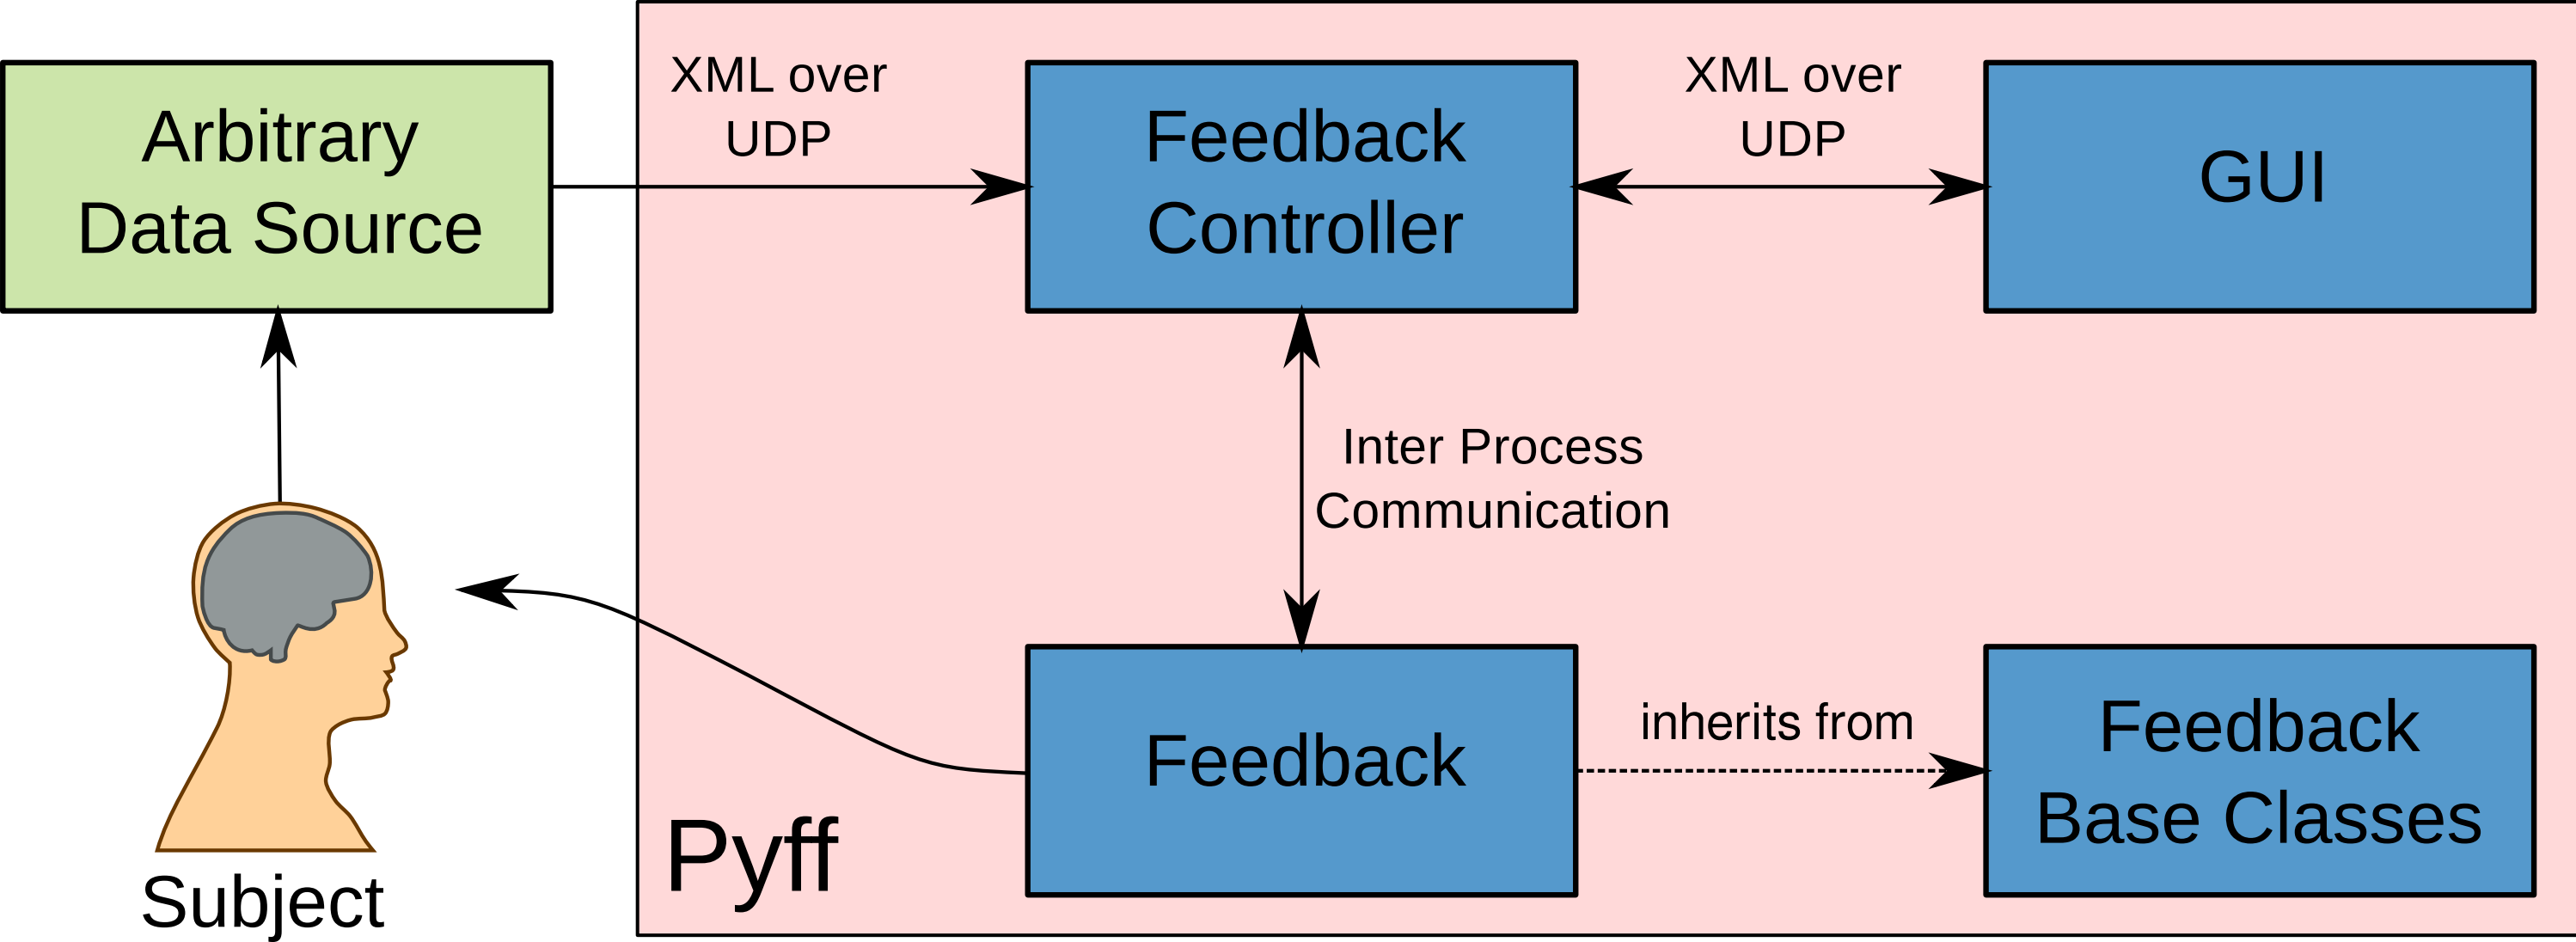 Arbitrary
Data Source
XML over
UDP
Feedback
Controller
XML over
UDP
GUI
Inter Process
Communication
Feedback
inherits from
Feedback
Base Classes
Pyff
Subject